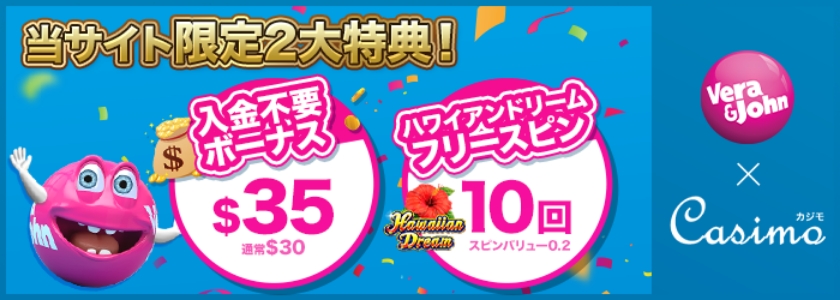 当サイト限定2大特典！
入金不要
ボーナス
$35
通常$30
ハワイアンドリーム
フリースピン
Hawaiian
Dream
10回
スピンバリュー0.2
Vera
&John
$
Vera
John
×
カジモ
Casimo